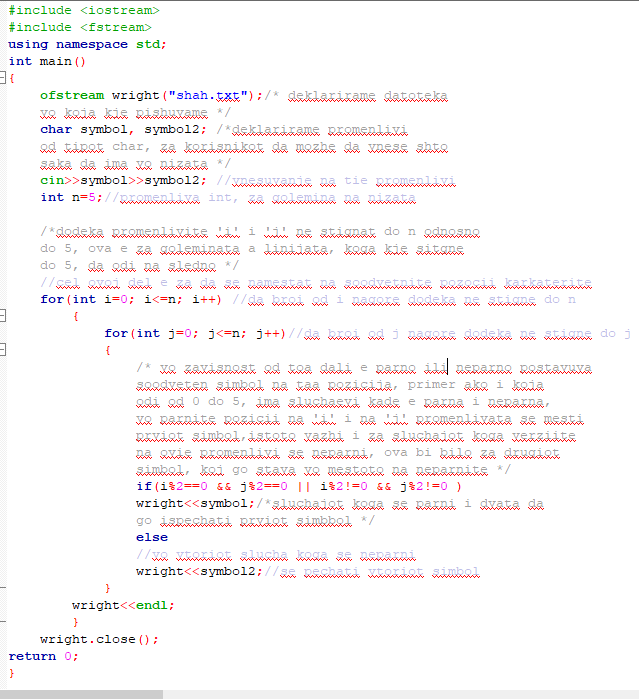 #include <iostream>
#include <fstream>
using namespace std;
int main()
{
ofstream wright("shah.txt");/* deklarirame datoteka
vo koja kje pishuvame */
char symbol, symbol2; /*deklarirame promenlivi
od tipot char, za korisnikot da mozhe da vnese shto
saka da ima vo nizata */
cin>>symbol>>symbol2; //vnesuvanje na tie promenlivi
int n=5;//promenliva int, za golemina na nizata
/*dodeka promenlivite 'i' i 'j' ne stignat do n odnosno
do 5, ova e za goleminata a linijata, koga kje sitgne
do 5, da odi na sledno */
//cel ovoj del e za da se namestat na soodvetnite pozocii karkaterite
for(int i=0; i<=n; i++) //da broi od i nagore dodeka ne stigne do n
{
for(int j=0; j<=n; j++)//da broi od j nagore dodeka ne stigne do j
{
/* vo zavisnost od toa dali e parno ili neparno postavuva
soodveten simbol na taa pozicija, primer ako i koja
odi od 0 do 5, ima sluchaevi kade e parna i neparna,
vo parnite pozicii na 'i' i na 'j' promenlivata se mesti
prviot simbol,istoto vazhi i za sluchajot koga verziite
na ovie promenlivi se neparni, ova bi bilo za drugiot
simbol, koj go stava vo mestoto na neparnite */
if(i%2==0 && j%2==0 || i%2!=0 && j%2!=0 )
wright<<symbol;/*sluchajot koga se parni i dvata da
go ispechati prviot simbbol */
else
//vo vtoriot slucha koga se neparni
wright<<symbol2;//se pechati vtoriot simbol
}
wright<<endl;
}
wright.close();
return 0;
}